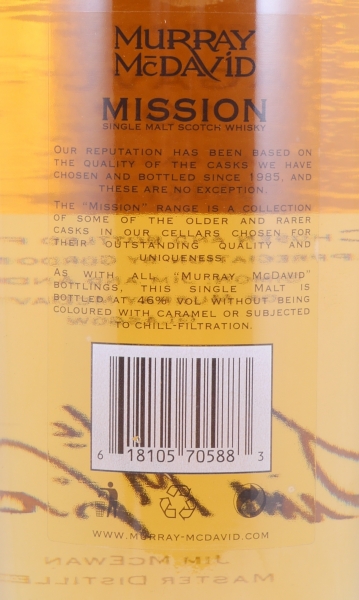 MURRAY
McDAVID
MISSION
SINGLE MALT SCOTCH WHISKY
OUR REPUTATION HAS BEEN BASED ON
THE QUALITY OF THE CASKS WE HAVE
CHOSEN AND BOTTLED SINCE 1985, AND
THESE ARE NO EXCEPTION.
THE "MISSION" RANGE IS A COLLECTION
OF SOME OF THE OLDER AND RARER
CASKS IN OUR CELLARS CHOSEN FOR
THEIR OUTSTANDING QUALITY AND
UNIQUENESS.
AS WITH ALL "MURRAY MCDAVID"
BOTTLINGS, THIS SINGLE MALT IS
BOTTLED AT 46% VOL WITHOUT BEING
COLOURED WITH CARAMEL OR SUBJECTED
TO CHILL-FILTRATION.
6 18105 70588 3
WWW.MURRAY-MCDAVID.COM
JIM MCEWAN
MASTER DISTILLE